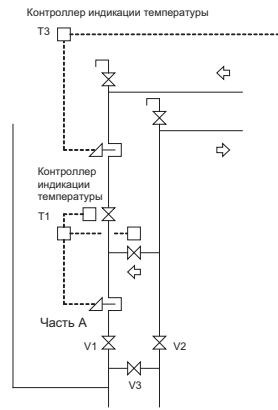 Контроллер индикации температуры
T3
Контроллер
индикации
температуры
T1
Часть A
V1
V2
V3